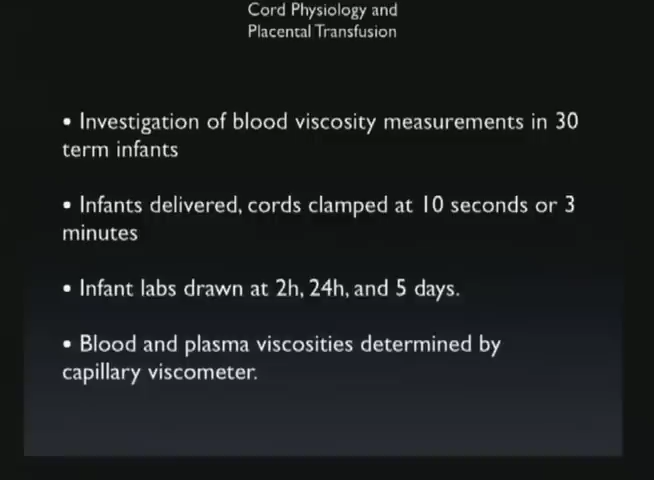 Cord Physiology and
Placental Transfusion
• Investigation of blood viscosity measurements in 30
term infants
• Infants delivered, cords clamped at 10 seconds or 3
minutes
• Infant labs drawn at 2h, 24h, and 5 days.
• Blood and plasma viscosities determined by
capillary viscometer.